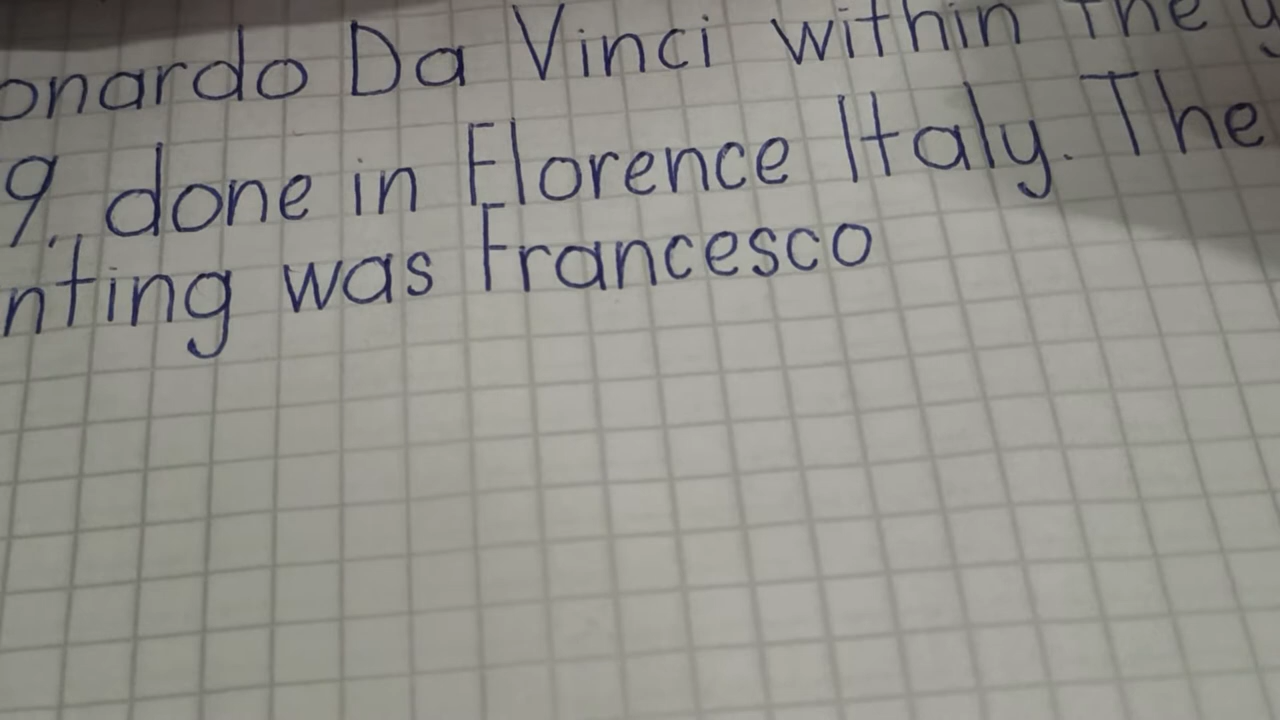 onardo Da Vinci within The y
9, done in Florence Italy. The
nting was Francesco